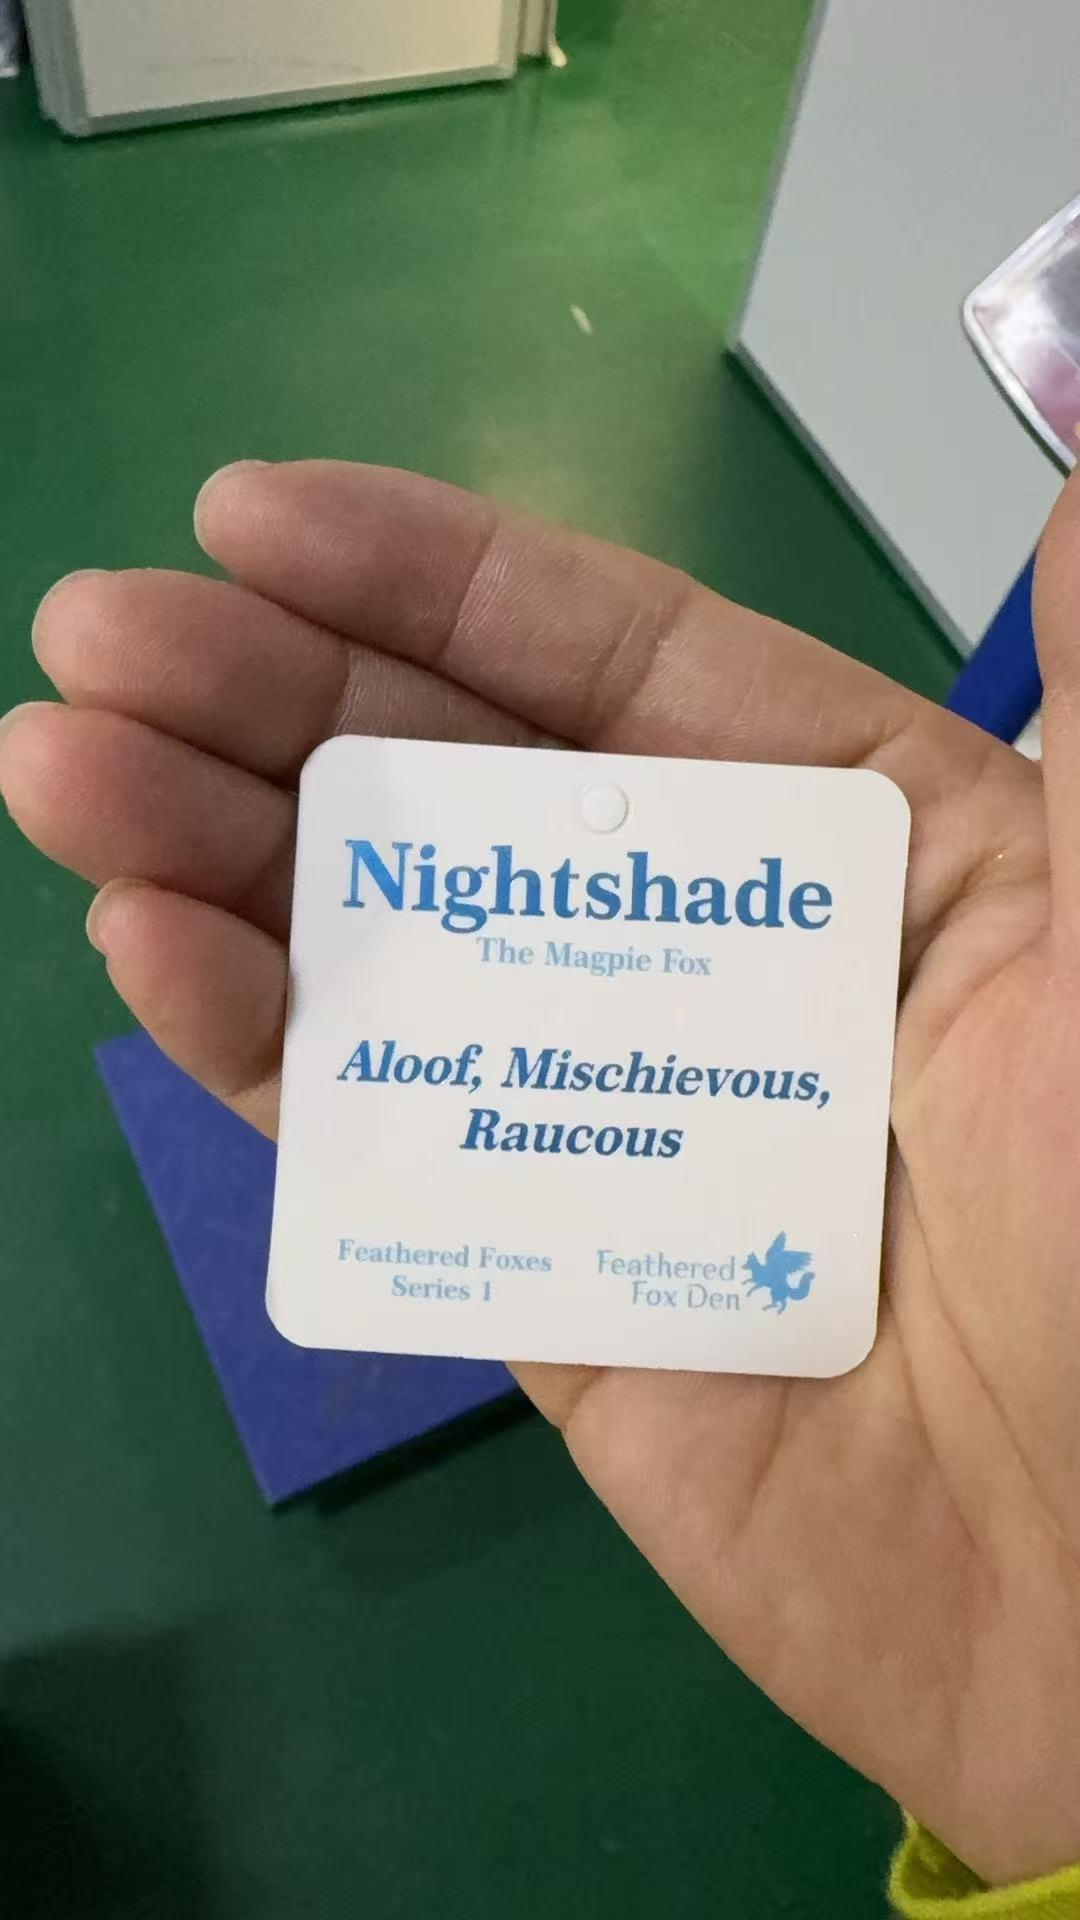 Nightshade
The Magpie Fox
Aloof, Mischievous,
Raucous
Feathered Foxes
Series 1
Feathered
Fox Den